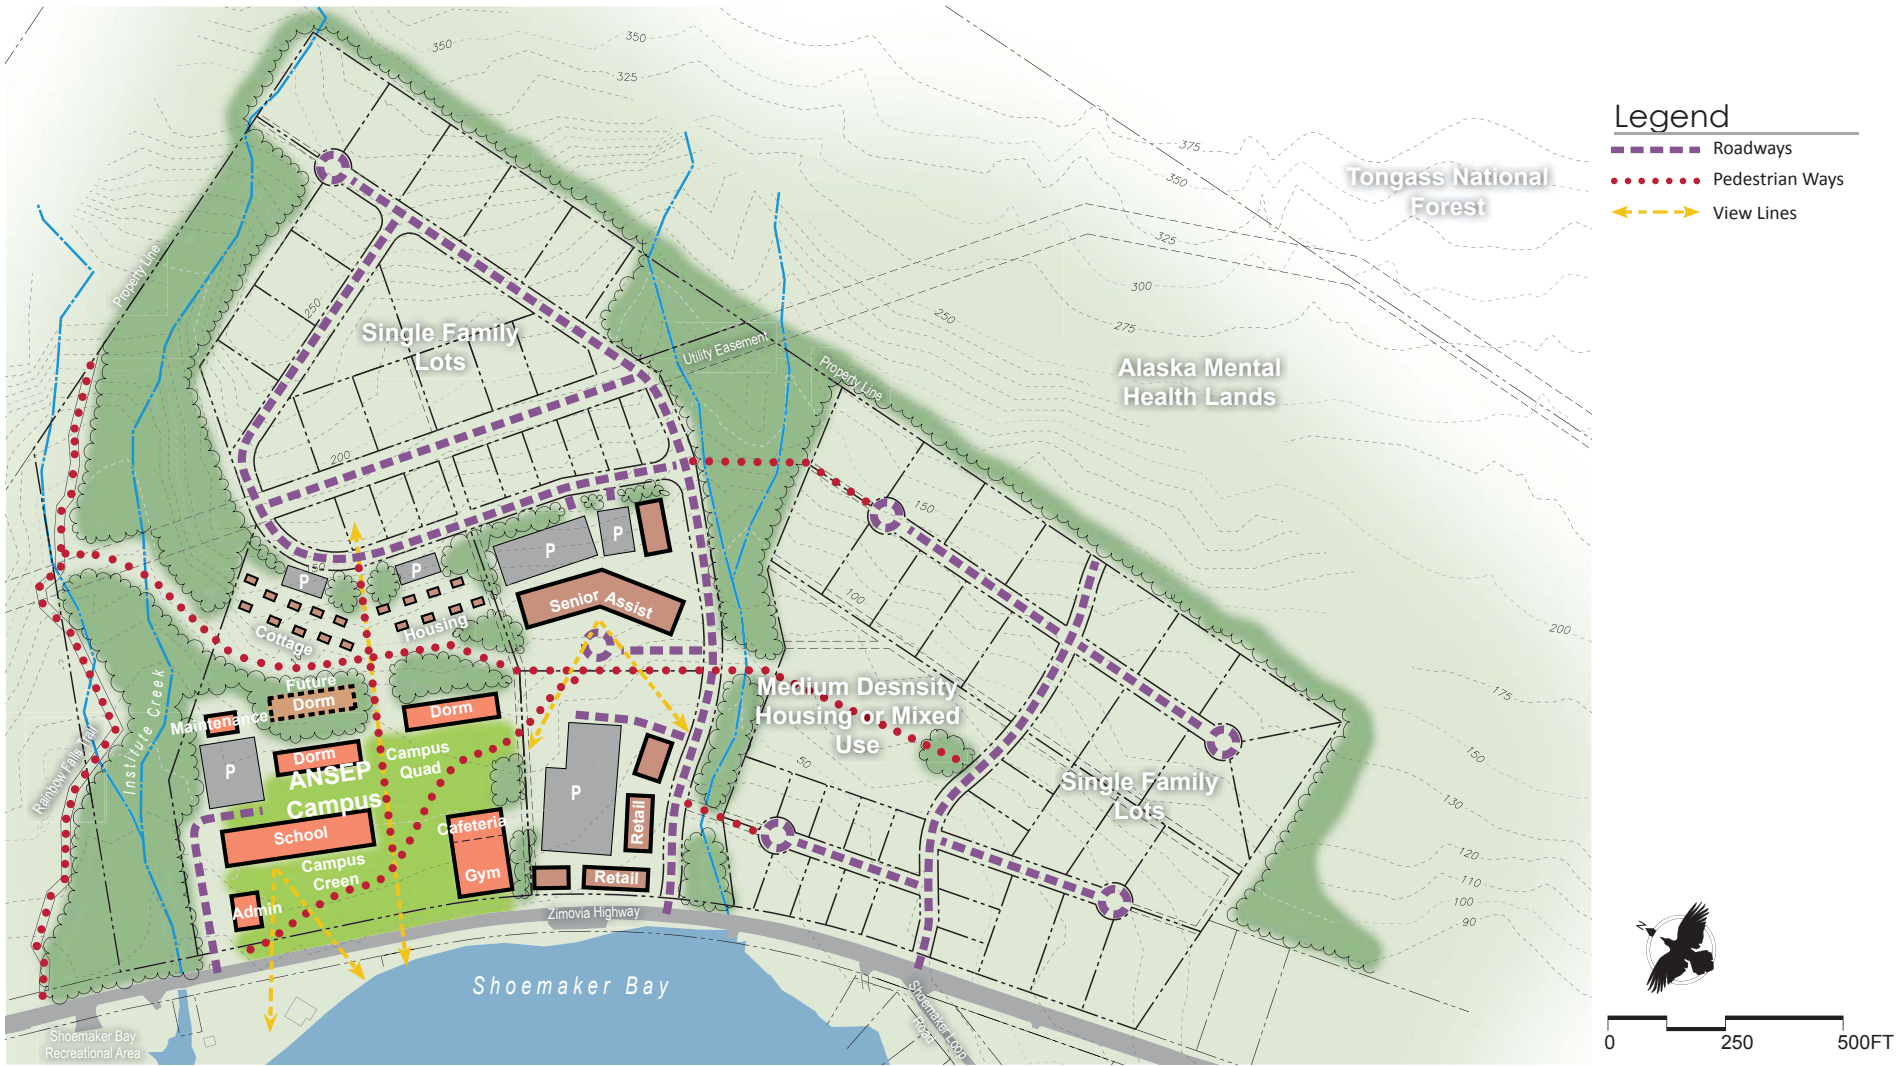 Legend
Roadways
Pedestrian Ways
View Lines
350
350
325
375
350
325
300
275
250
250
200
150
100
50
50
200
175
150
130
120
110
100
90
Tongass National
Forest
Alaska Mental
Health Lands
Property Line
Property Line
Utility Easement
Single Family
Lots
P
P
P
P
Senior Assist
Cottage
Housing
Future
Dorm
Maintenance
Dorm
Dorm
P
ANSEP
Campus
Campus
Quad
School
Campus
Creen
Cafeteria
Gym
Admin
P
Retail
Retail
Medium Desnsity
Housing or Mixed
Use
Single Family
Lots
Institute Creek
Rainbow Falls Trail
Zimovia Highway
Shoemaker Bay
Shoemaker Loop
Road
Shoemaker Bay
Recreational Area
N
0
250
500FT